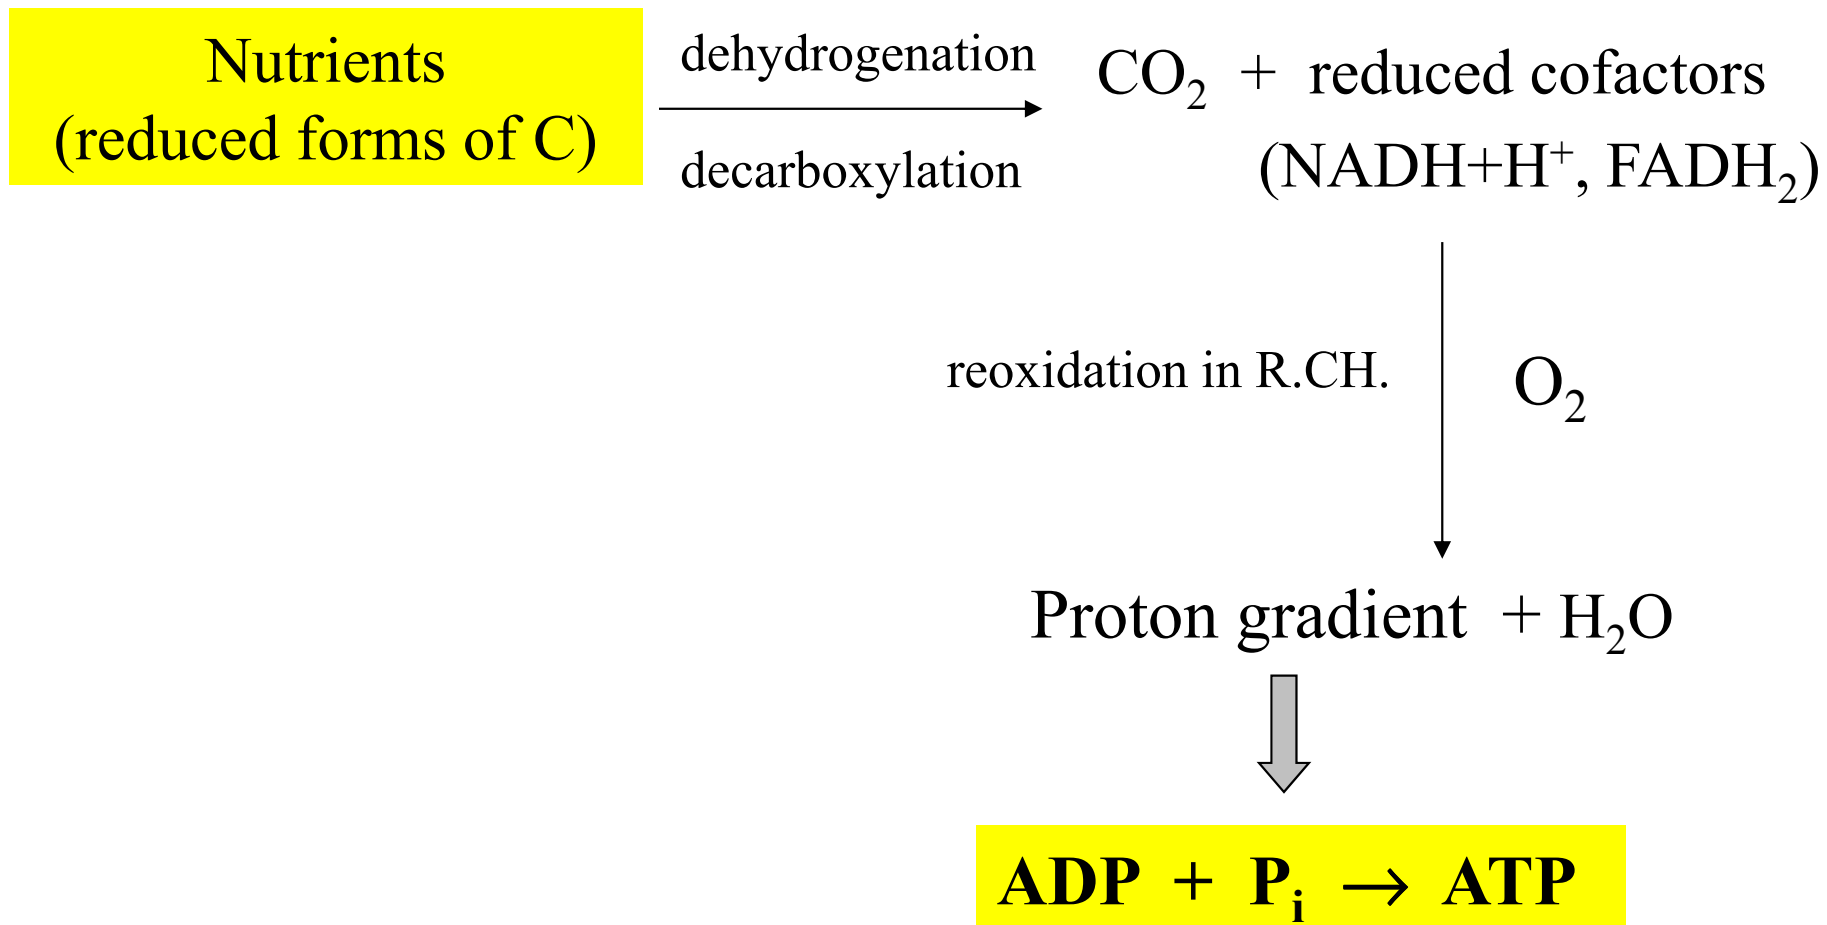 Nutrients
(reduced forms of C)
dehydrogenation
decarboxylation
CO₂ + reduced cofactors
(NADH+H⁺, FADH₂)
reoxidation in R.CH.
O₂
Proton gradient + H₂O
ADP + Pᵢ → ATP